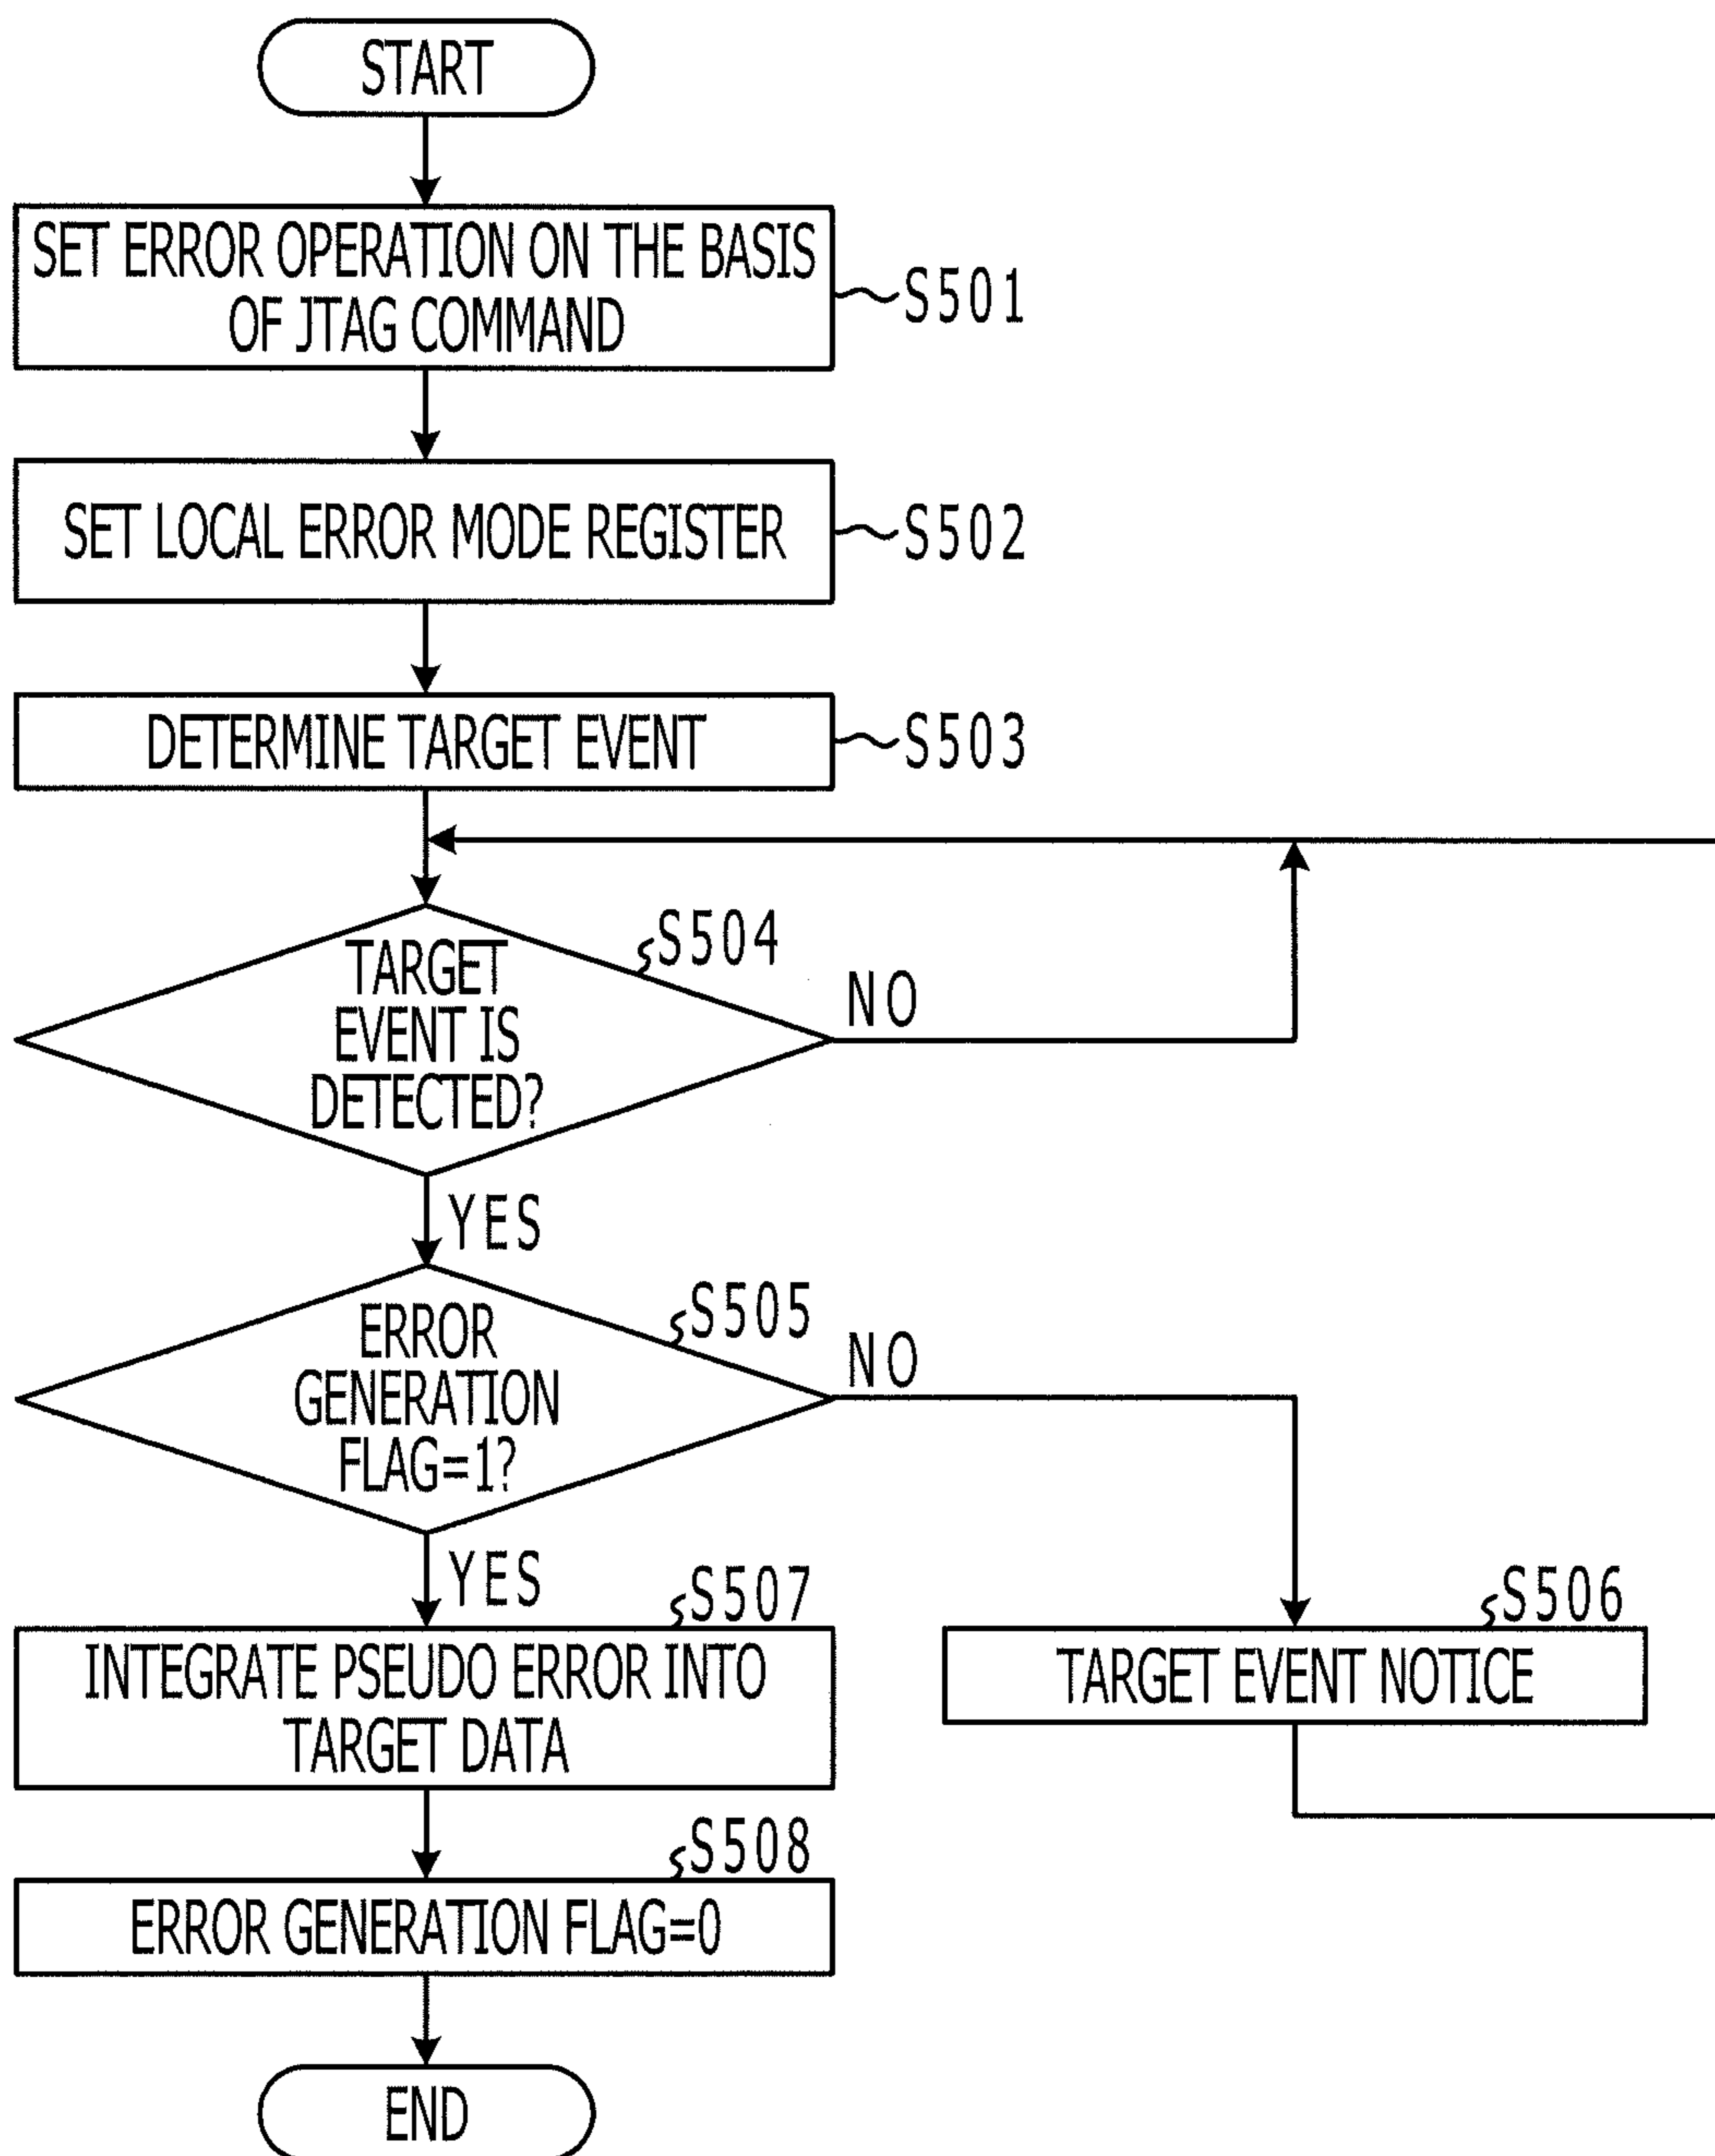 START
SET ERROR OPERATION ON THE BASIS
OF JTAG COMMAND
S501
SET LOCAL ERROR MODE REGISTER
S502
DETERMINE TARGET EVENT
S503
S504
TARGET
EVENT IS
DETECTED?
NO
YES
S505
ERROR
GENERATION
FLAG=1?
NO
YES
S507
INTEGRATE PSEUDO ERROR INTO
TARGET DATA
S506
TARGET EVENT NOTICE
S508
ERROR GENERATION FLAG=0
END